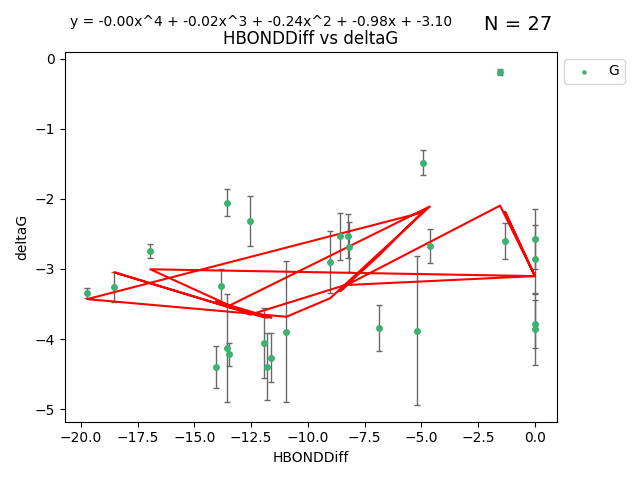 y = -0.00x^4 + -0.02x^3 + -0.24x^2 + -0.98x + -3.10
N = 27
HBONDDiff vs deltaG
G
deltaG
0
−1
−2
−3
−4
−5
−20.0 −17.5 −15.0 −12.5 −10.0 −7.5 −5.0 −2.5 0.0
HBONDDiff